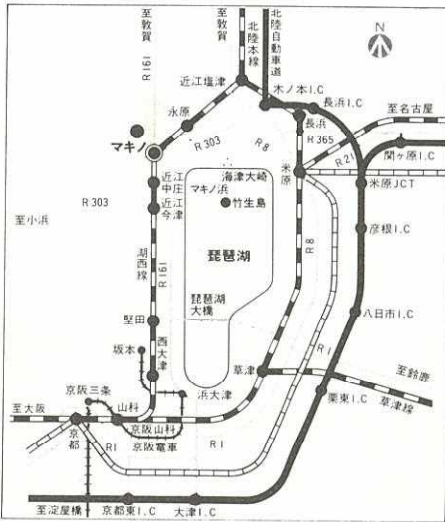 至敦賀
至敦賀
北陸本線
北陸自動車道
N
R161
近江塩津
木ノ本I.C
長浜I.C
至名古屋
永原
長浜
マキノ
R303
R8
R365
R21
関ヶ原I.C
近江中庄
海津大崎
マキノ浜
米原
近江今津
竹生島
米原JCT
R303
至小浜
彦根I.C
湖西線
R161
琵琶湖
R8
琵琶湖大橋
堅田
八日市I.C
坂本
西大津
R1
草津
至鈴鹿
京阪三条
浜大津
栗東I.C
草津線
至大阪
山科
京都
京阪山科
R1
京阪電車
R1
至淀屋橋
京都東I.C
大津I.C